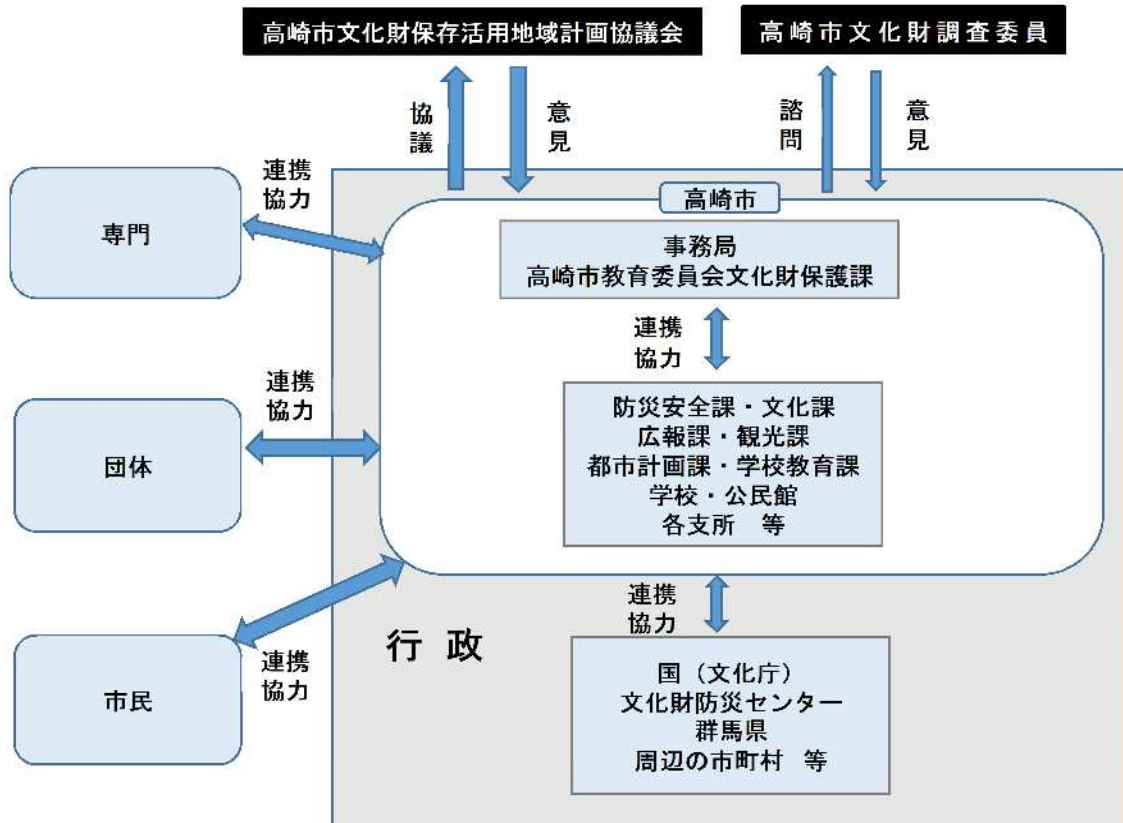 高崎市文化財保存活用地域計画協議会
高崎市文化財調査委員
協議
意見
諮問
意見
連携
協力
専門
高崎市
事務局
高崎市教育委員会文化財保護課
連携
協力
連携
協力
団体
防災安全課・文化課
広報課・観光課
都市計画課・学校教育課
学校・公民館
各支所 等
連携
協力
市民
連携
協力
行政
国（文化庁）
文化財防災センター
群馬県
周辺の市町村 等